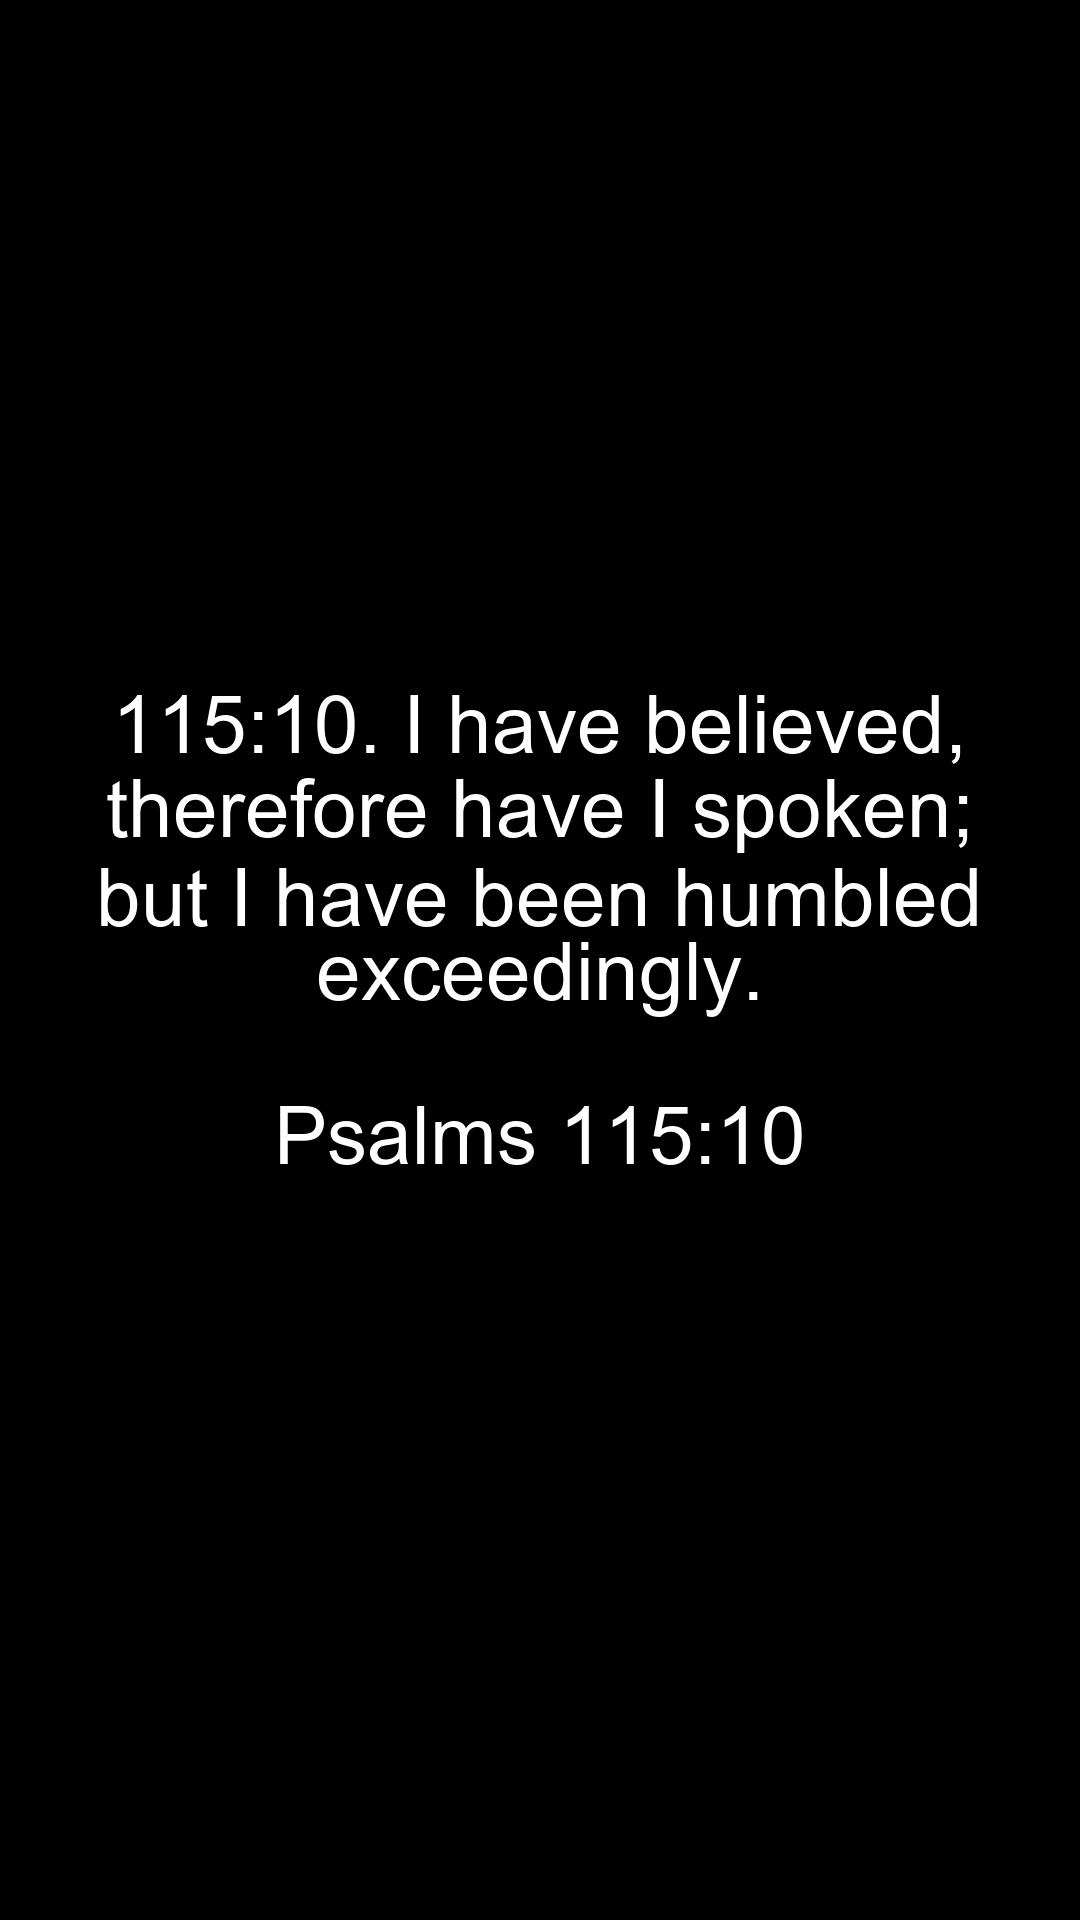 115:10. I have believed,
therefore have I spoken;
but I have been humbled
exceedingly.
Psalms 115:10